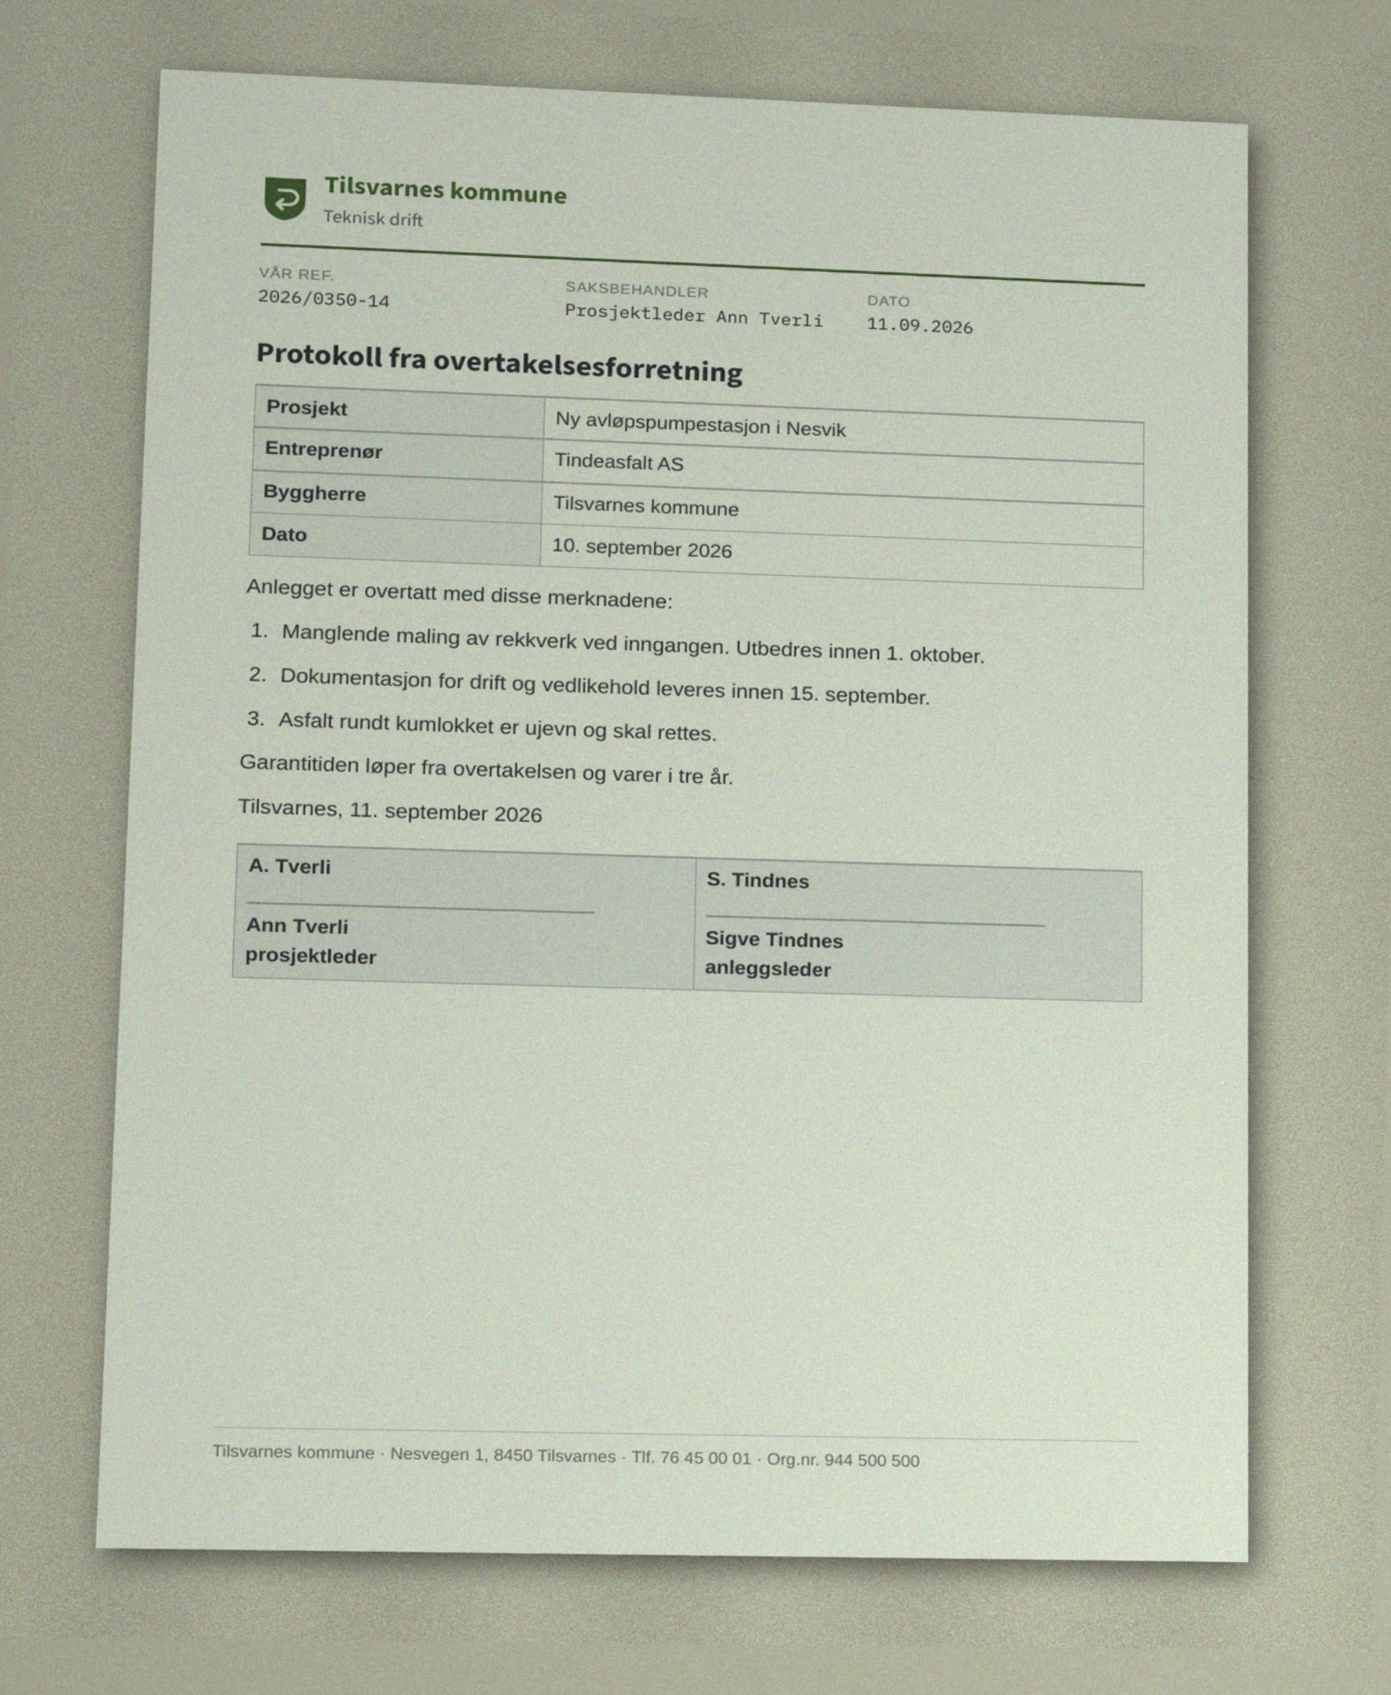 Tilsvarnes kommune
Teknisk drift
VÅR REF.
2026/0350-14
SAKSBEHANDLER
Prosjektleder Ann Tverli
DATO
11.09.2026
Protokoll fra overtakelsesforretning
Prosjekt Ny avløpspumpestasjon i Nesvik
Entreprenør Tindeasfalt AS
Byggherre Tilsvarnes kommune
Dato 10. september 2026
Anlegget er overtatt med disse merknadene:
1. Manglende maling av rekkverk ved inngangen. Utbedres innen 1. oktober.
2. Dokumentasjon for drift og vedlikehold leveres innen 15. september.
3. Asfalt rundt kumlokket er ujevn og skal rettes.
Garantitiden løper fra overtakelsen og varer i tre år.
Tilsvarnes, 11. september 2026
A. Tverli
Ann Tverli
prosjektleder
S. Tindnes
Sigve Tindnes
anleggsleder
Tilsvarnes kommune · Nesvegen 1, 8450 Tilsvarnes · Tlf. 76 45 00 01 · Org.nr. 944 500 500